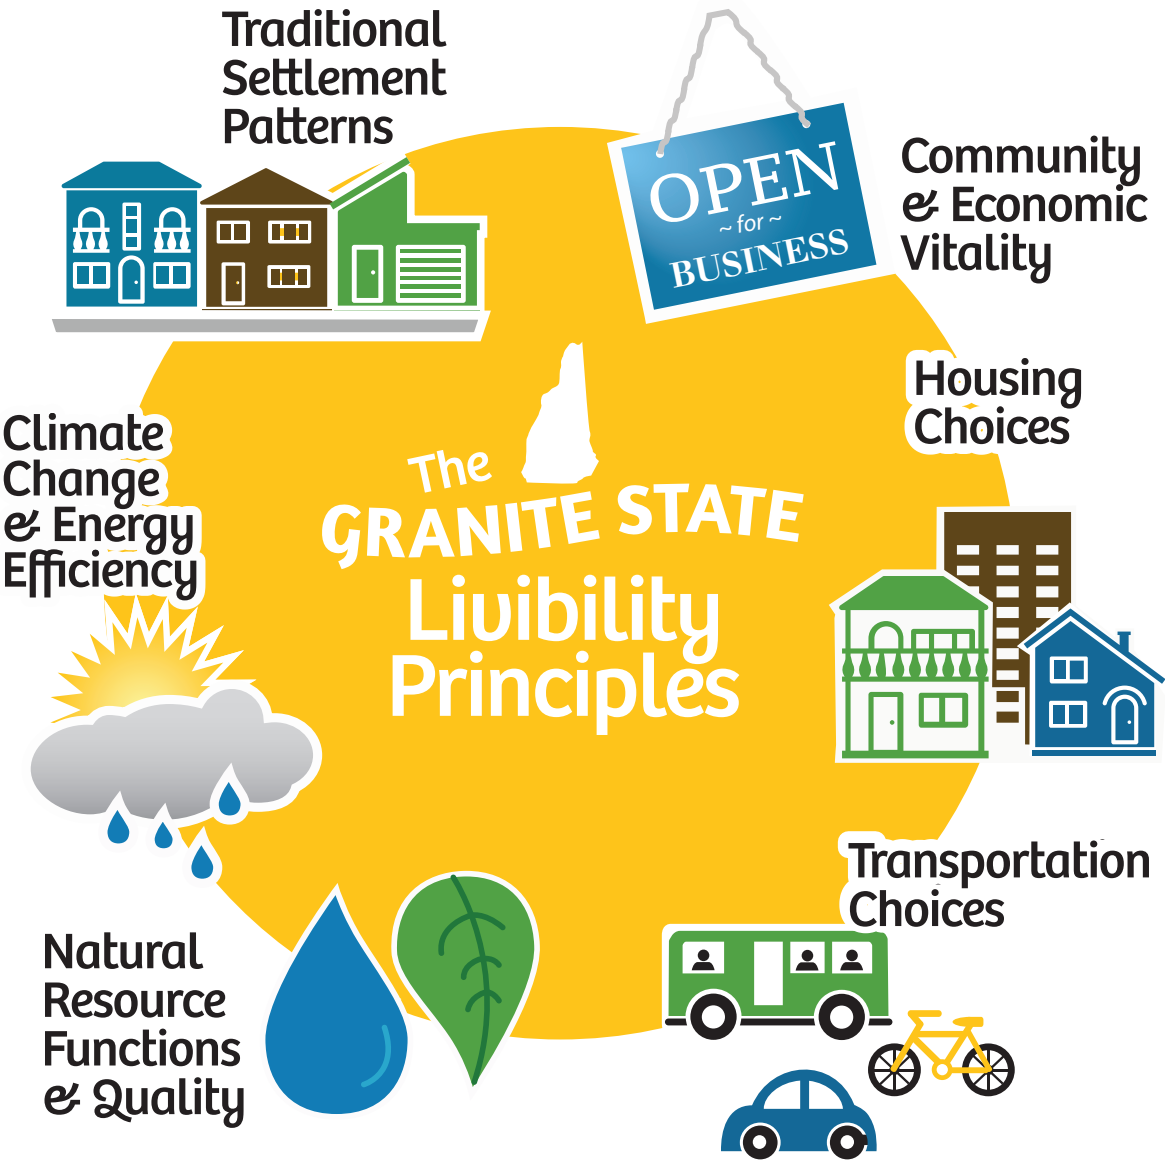 Traditional
Settlement
Patterns
OPEN
~ for ~
BUSINESS
Community
& Economic
Vitality
Housing
Choices
Climate
Change
& Energy
Efficiency
The
GRANITE STATE
Livibility
Principles
Transportation
Choices
Natural
Resource
Functions
& Quality